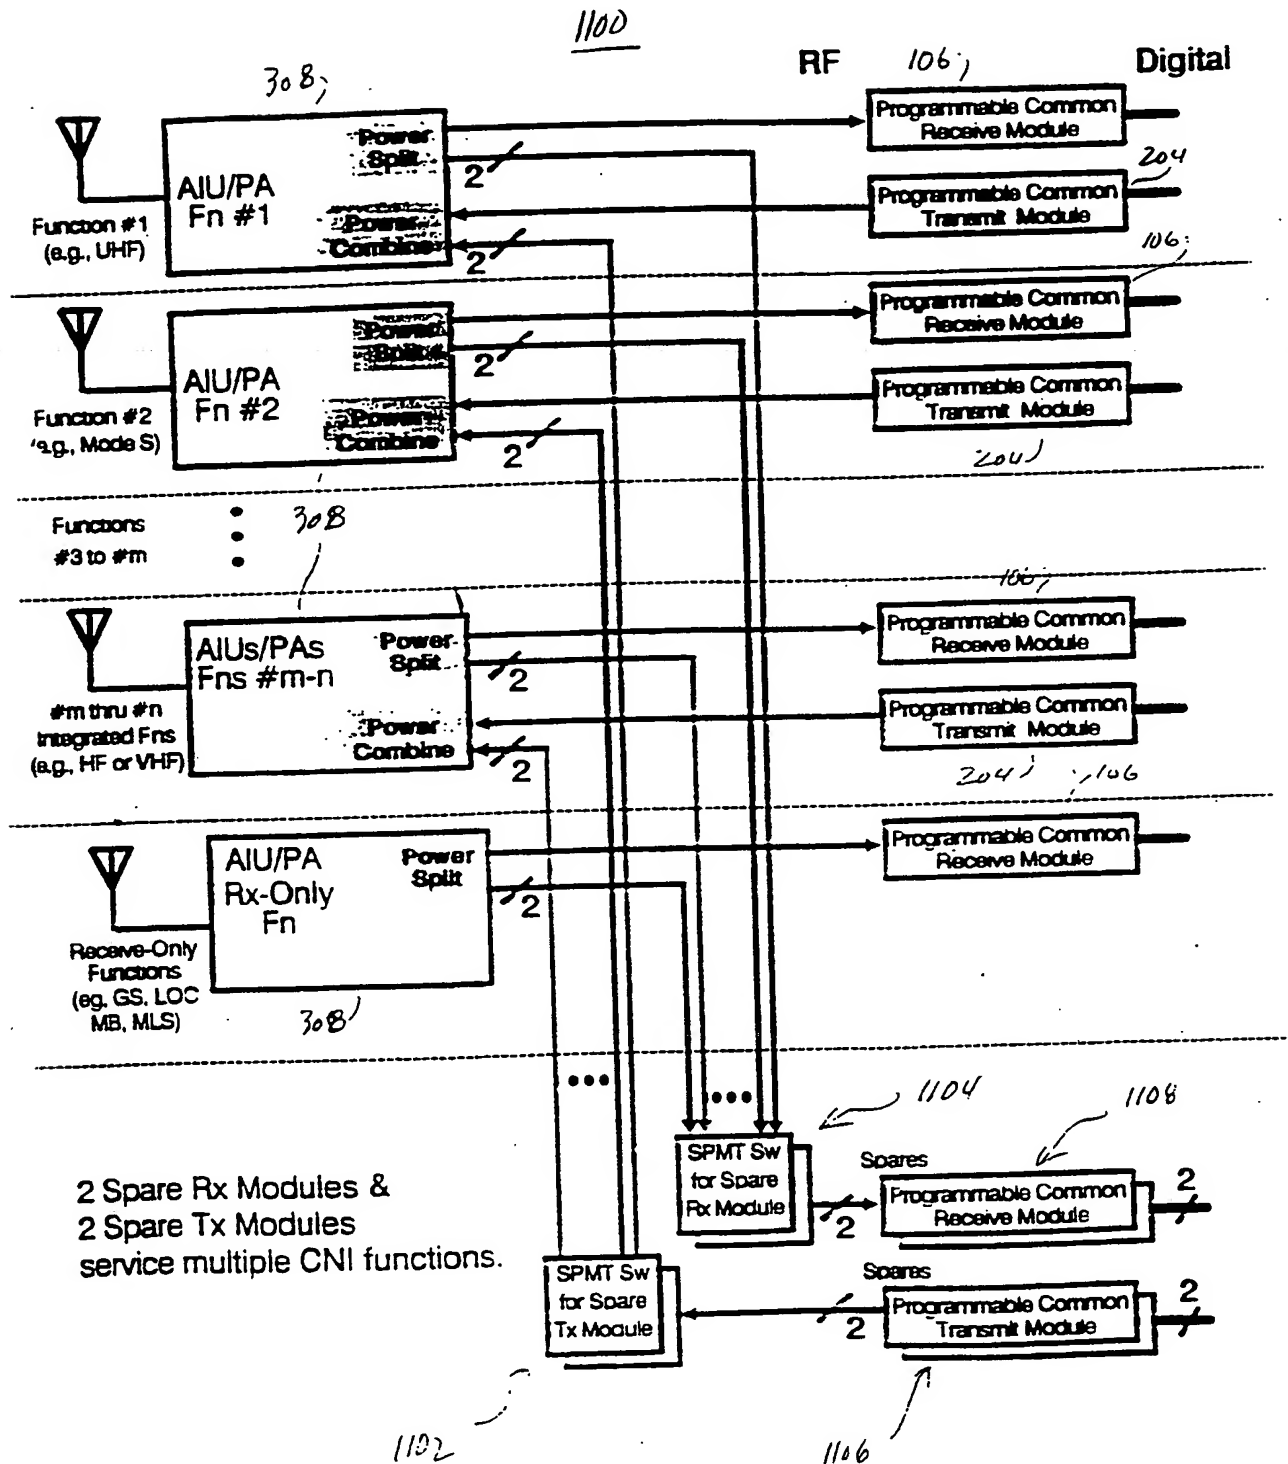 1100
RF
Digital
308
106
Programmable Common
Receive Module
Power
Split
2
AIU/PA
Fn #1
204
Programmable Common
Transmit Module
Power
Combine
2
Function #1
(e.g., UHF)
106
Programmable Common
Receive Module
Power
Split
2
AIU/PA
Fn #2
Programmable Common
Transmit Module
Power
Combine
2
Function #2
e.g., Mode S)
204
308
Functions
#3 to #m
106
Programmable Common
Receive Module
AIUs/PAs
Fns #m-n
Power
Split
2
#m thru #n
Integrated Fns
(e.g., HF or VHF)
Power
Combine
2
Programmable Common
Transmit Module
204
106
Programmable Common
Receive Module
AIU/PA
Rx-Only
Fn
Power
Split
2
Receive-Only
Functions
(eg, GS, LOC
MB, MLS)
308
1104
1108
SPMT Sw
for Spare
Rx Module
2
Spares
Programmable Common
Receive Module
2
2 Spare Rx Modules &
2 Spare Tx Modules
service multiple CNI functions.
SPMT Sw
for Spare
Tx Module
2
Spares
Programmable Common
Transmit Module
2
1102
1106